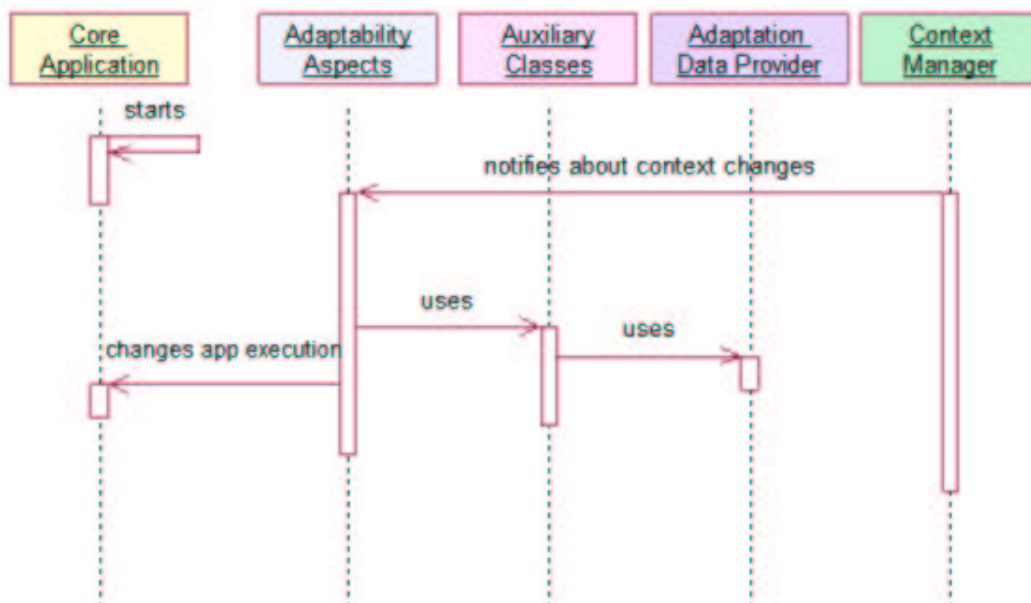 Core
Application
Adaptability
Aspects
Auxiliary
Classes
Adaptation
Data Provider
Context
Manager
starts
notifies about context changes
uses
uses
changes app execution